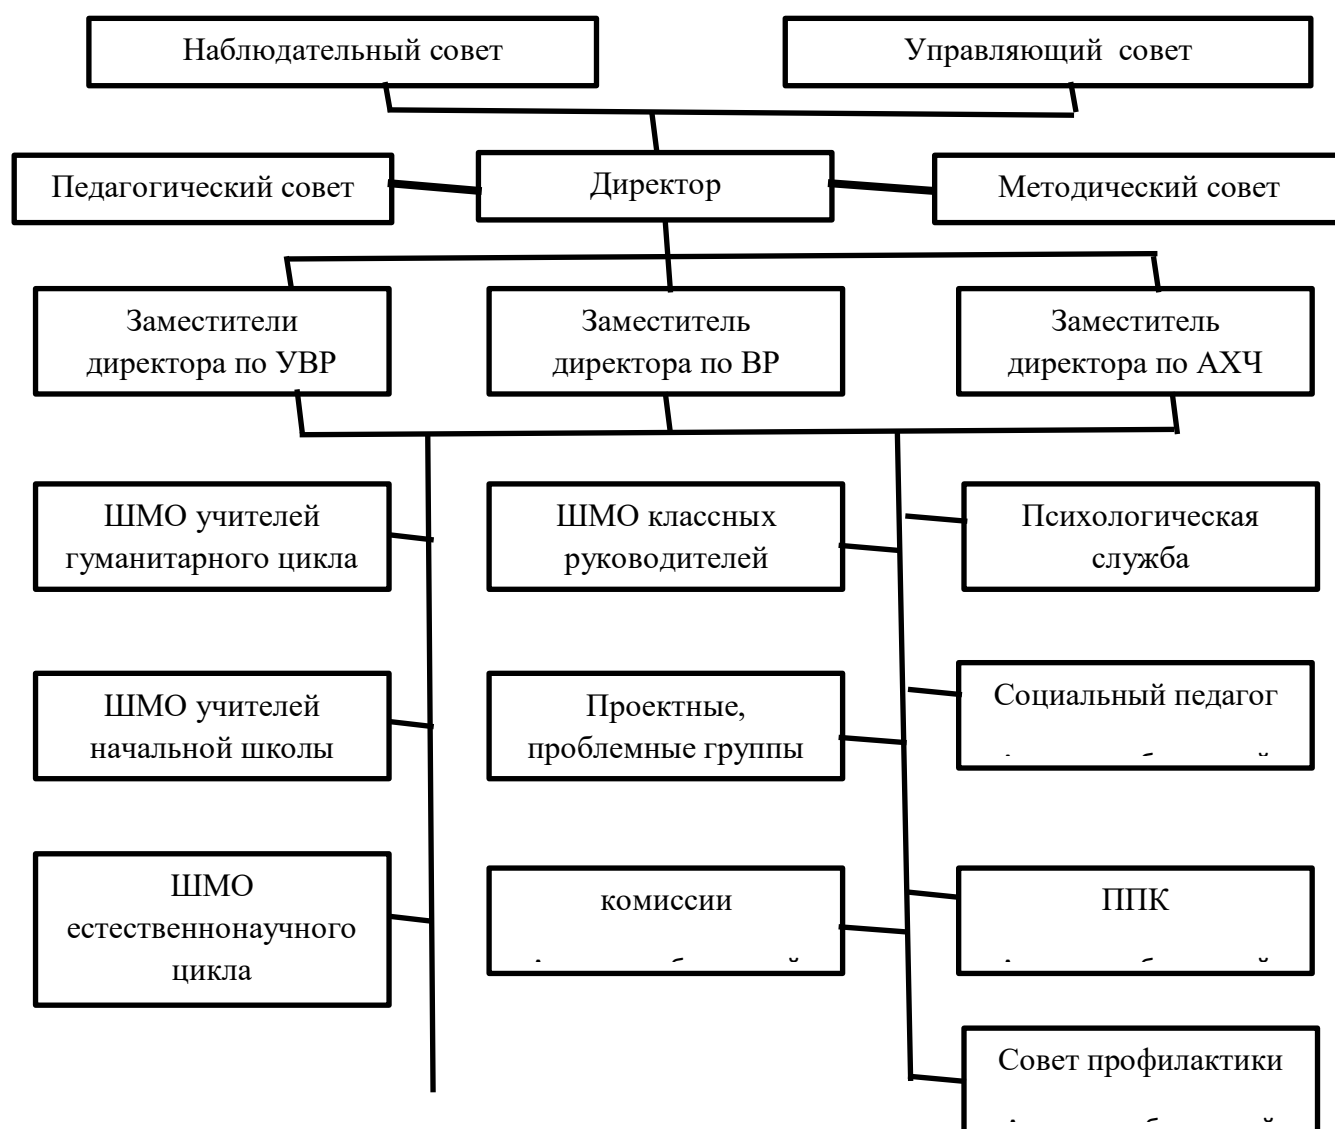 Наблюдательный совет
Управляющий совет
Педагогический совет
Директор
Методический совет
Заместители
директора по УВР
Заместитель
директора по ВР
Заместитель
директора по АХЧ
ШМО учителей
гуманитарного цикла
ШМО классных
руководителей
Психологическая
служба
ШМО учителей
начальной школы
Проектные,
проблемные группы
Социальный педагог
ШМО
естественнонаучного
цикла
комиссии
ППК
Совет профилактики